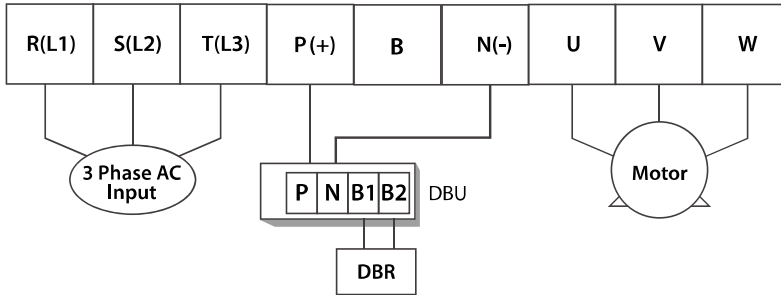 R(L1) S(L2) T(L3) P(+) B N(-) U V W
3 Phase AC
Input
P N B1 B2 DBU
Motor
DBR